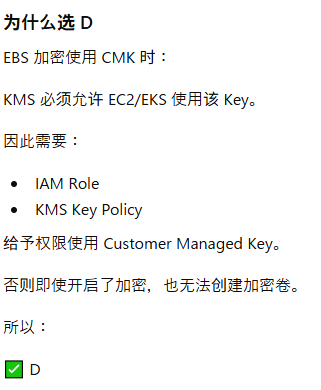 为什么选 D
EBS 加密使用 CMK 时：
KMS 必须允许 EC2/EKS 使用该 Key。
因此需要：
• IAM Role
• KMS Key Policy
给予权限使用 Customer Managed Key。
否则即使开启了加密，也无法创建加密卷。
所以：
✅ D